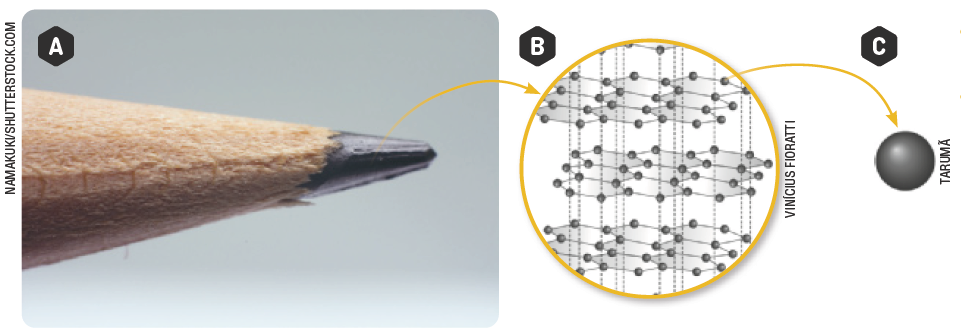 A
NAMAKUKI/SHUTTERSTOCK.COM
B
VINÍCIUS FIORATTI
C
TARUMÃ